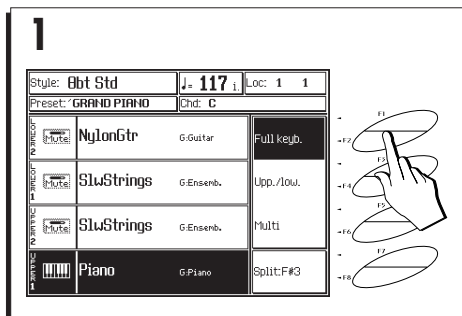 1
Style: 8bt Std ♩= 117 i. Loc: 1 1
Preset:´GRAND PIANO Chd: C
LOWER 2 Mute NylonGtr G:Guitar Full keyb.
LOWER 1 Mute SlwStrings G:Ensemb. Upp./low.
UPPER 2 Mute SlwStrings G:Ensemb. Multi
UPPER 1 Piano G:Piano Split:F#3
F1
F2
F3
F4
F5
F6
F7
F8